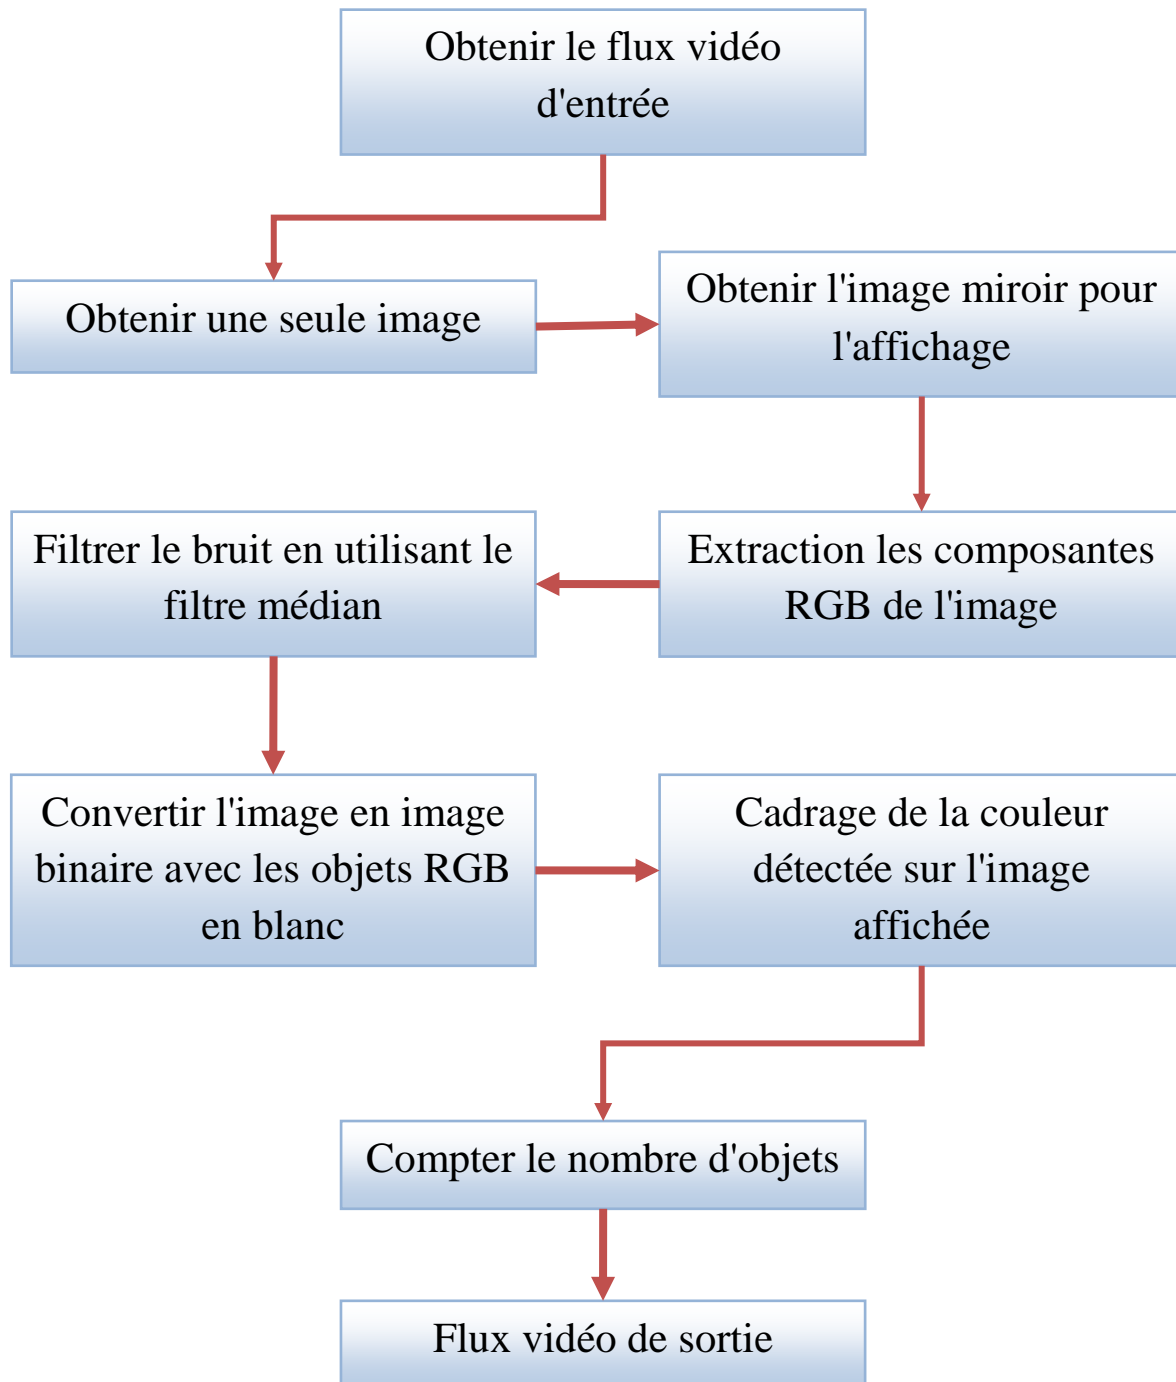 Obtenir le flux vidéo
d'entrée
Obtenir une seule image
Obtenir l'image miroir pour
l'affichage
Extraction les composantes
RGB de l'image
Filtrer le bruit en utilisant le
filtre médian
Convertir l'image en image
binaire avec les objets RGB
en blanc
Cadrage de la couleur
détectée sur l'image
affichée
Compter le nombre d'objets
Flux vidéo de sortie